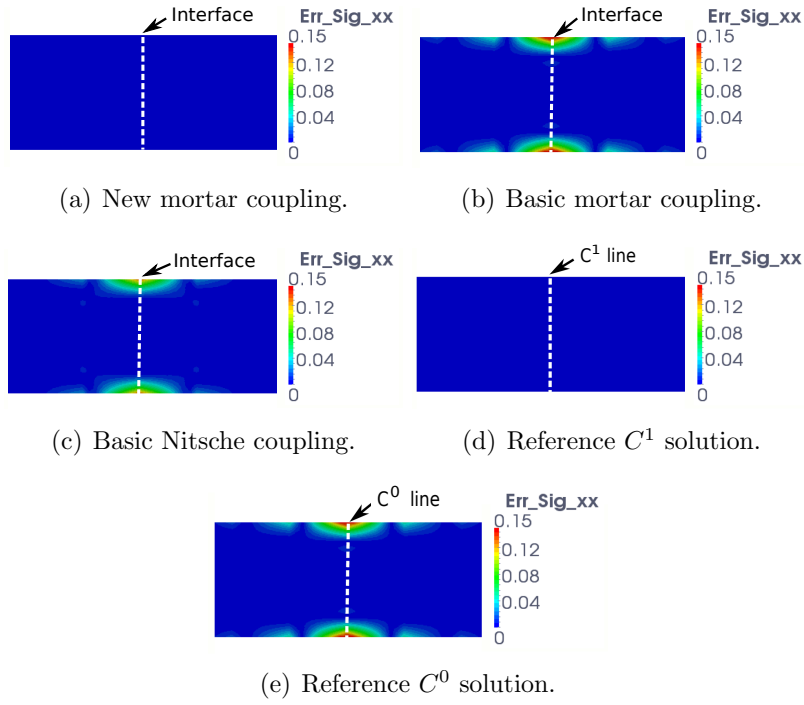 Interface
Err_Sig_xx
0.15
0.12
0.08
0.04
0
(a) New mortar coupling.
Interface
Err_Sig_xx
0.15
0.12
0.08
0.04
0
(b) Basic mortar coupling.
Interface
Err_Sig_xx
0.15
0.12
0.08
0.04
0
(c) Basic Nitsche coupling.
C¹ line
Err_Sig_xx
0.15
0.12
0.08
0.04
0
(d) Reference C¹ solution.
C⁰ line
Err_Sig_xx
0.15
0.12
0.08
0.04
0
(e) Reference C⁰ solution.